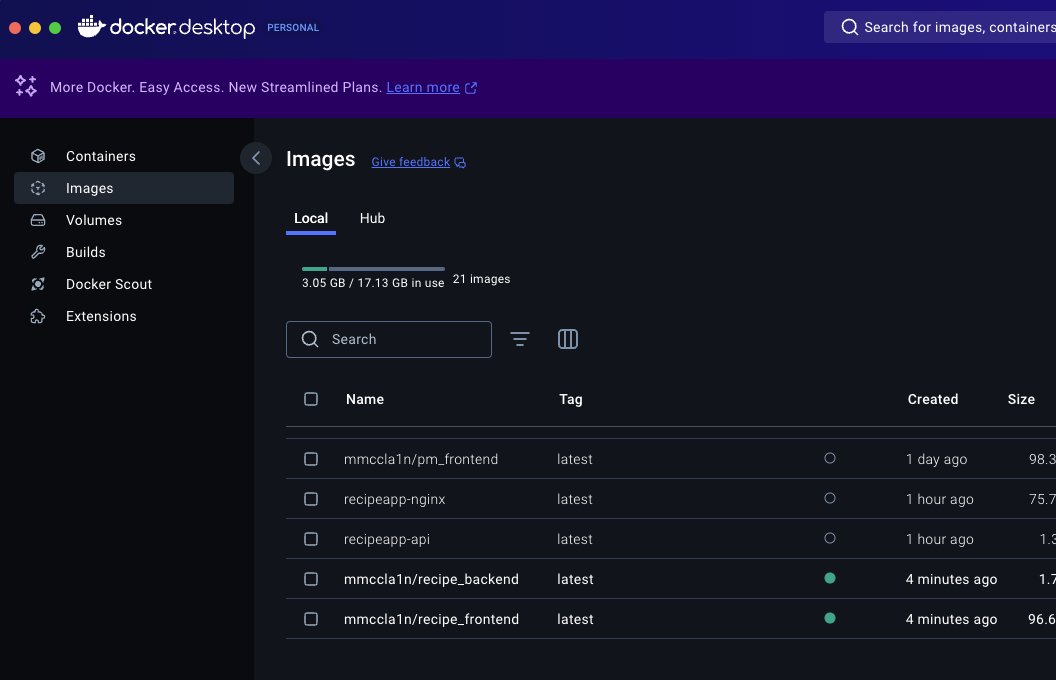 docker.desktop PERSONAL
Search for images, containers
More Docker. Easy Access. New Streamlined Plans. Learn more
Containers
Images
Volumes
Builds
Docker Scout
Extensions
Images Give feedback
Local Hub
3.05 GB / 17.13 GB in use 21 images
Search
Name Tag Created Size
mmccla1n/pm_frontend latest 1 day ago 98.3
recipeapp-nginx latest 1 hour ago 75.7
recipeapp-api latest 1 hour ago 1.3
mmccla1n/recipe_backend latest 4 minutes ago 1.7
mmccla1n/recipe_frontend latest 4 minutes ago 96.6